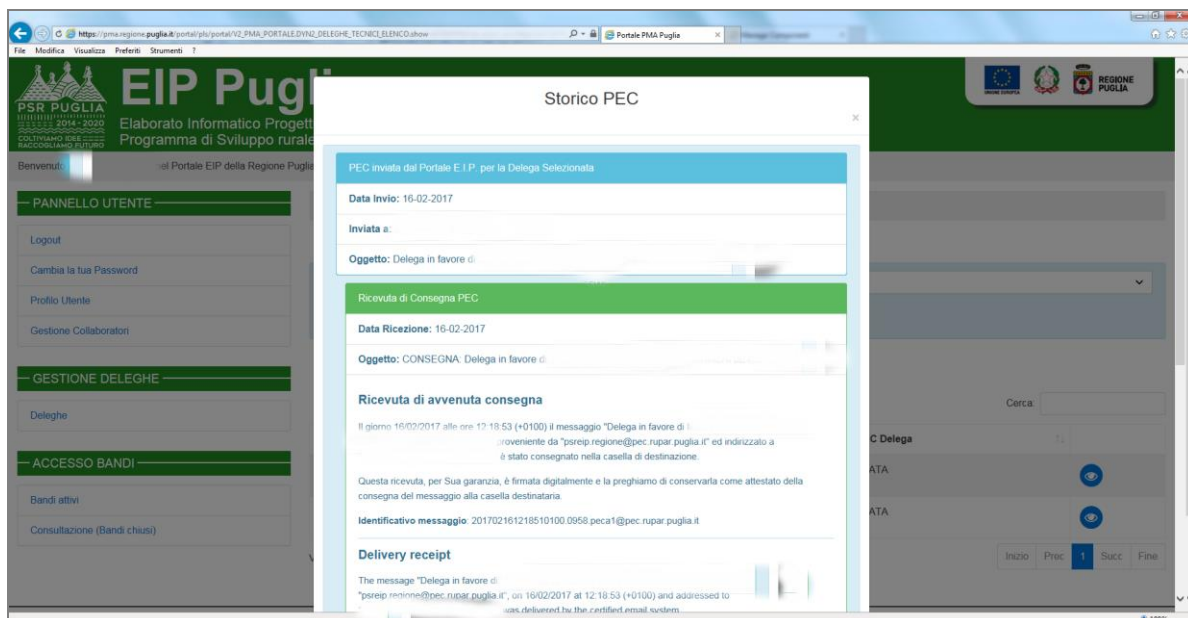 https://pma.regione.puglia.it/portal/pls/portal/V2_PMA_PORTALE.DYN2_DELEGHE_TECNICI_ELENCO.show
Portale PMA Puglia
File Modifica Visualizza Preferiti Strumenti ?
PSR PUGLIA
2014 - 2020
COLTIVIAMO IDEE
RACCOGLIAMO FUTURO
EIP Pugl
Elaborato Informatico Progett
Programma di Sviluppo rurale
UNIONE EUROPEA
REGIONE
PUGLIA
Benvenuto el Portale EIP della Regione Puglia
PANNELLO UTENTE
Logout
Cambia la tua Password
Profilo Utente
Gestione Collaboratori
GESTIONE DELEGHE
Deleghe
ACCESSO BANDI
Bandi attivi
Consultazione (Bandi chiusi)
Storico PEC
×
PEC inviata dal Portale E.I.P. per la Delega Selezionata
Data Invio: 16-02-2017
Inviata a:
Oggetto: Delega in favore di
Ricevuta di Consegna PEC
Data Ricezione: 16-02-2017
Oggetto: CONSEGNA: Delega in favore d
Ricevuta di avvenuta consegna
Il giorno 16/02/2017 alle ore 12:18:53 (+0100) il messaggio "Delega in favore di
proveniente da "psreip.regione@pec.rupar.puglia.it" ed indirizzato a
è stato consegnato nella casella di destinazione.
Questa ricevuta, per Sua garanzia, è firmata digitalmente e la preghiamo di conservarla come attestato della
consegna del messaggio alla casella destinataria.
Identificativo messaggio: 201702161218510100.0958.peca1@pec.rupar.puglia.it
Delivery receipt
The message "Delega in favore di
"psreip.regione@pec.rupar.puglia.it", on 16/02/2017 at 12:18:53 (+0100) and addressed to
was delivered by the certified email system.
Cerca:
C Delega
ATA
ATA
Inizio Prec 1 Succ Fine